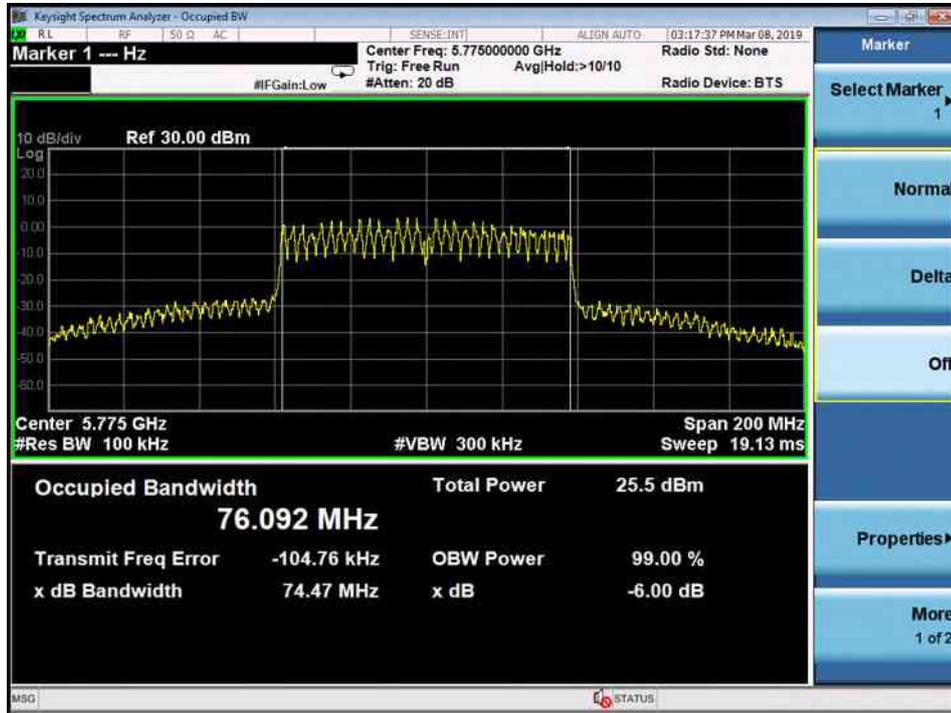 Keysight Spectrum Analyzer - Occupied BW
LXI RL RF 50 Ω AC SENSE:INT ALIGN AUTO 03:17:37 PM Mar 08, 2019
Marker 1 --- Hz
Center Freq: 5.775000000 GHz
Radio Std: None
Trig: Free Run
Avg|Hold:>10/10
#IFGain:Low
#Atten: 20 dB
Radio Device: BTS
10 dB/div
Ref 30.00 dBm
Log
20.0
10.0
0.00
-10.0
-20.0
-30.0
-40.0
-50.0
-60.0
Center 5.775 GHz
Span 200 MHz
#Res BW 100 kHz
#VBW 300 kHz
Sweep 19.13 ms
Occupied Bandwidth
Total Power
25.5 dBm
76.092 MHz
Transmit Freq Error
-104.76 kHz
OBW Power
99.00 %
x dB Bandwidth
74.47 MHz
x dB
-6.00 dB
MSG
STATUS
Marker
Select Marker
1
Normal
Delta
Off
Properties
More
1 of 2